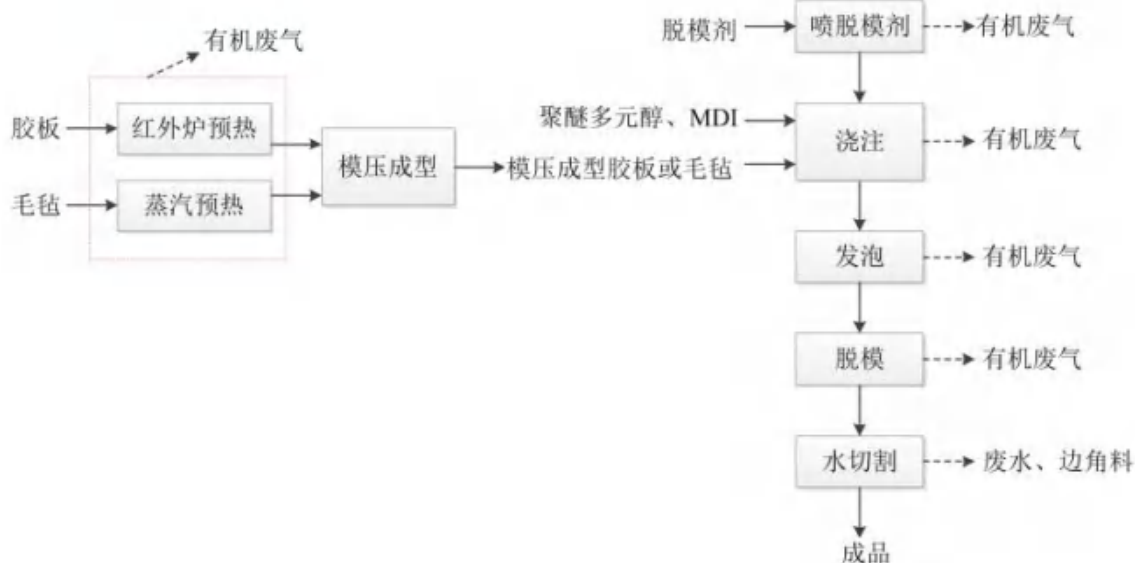 脱模剂
喷脱模剂
有机废气
有机废气
胶板
红外炉预热
聚醚多元醇、MDI
浇注
有机废气
模压成型
模压成型胶板或毛毡
毛毡
蒸汽预热
发泡
有机废气
脱模
有机废气
水切割
废水、边角料
成品